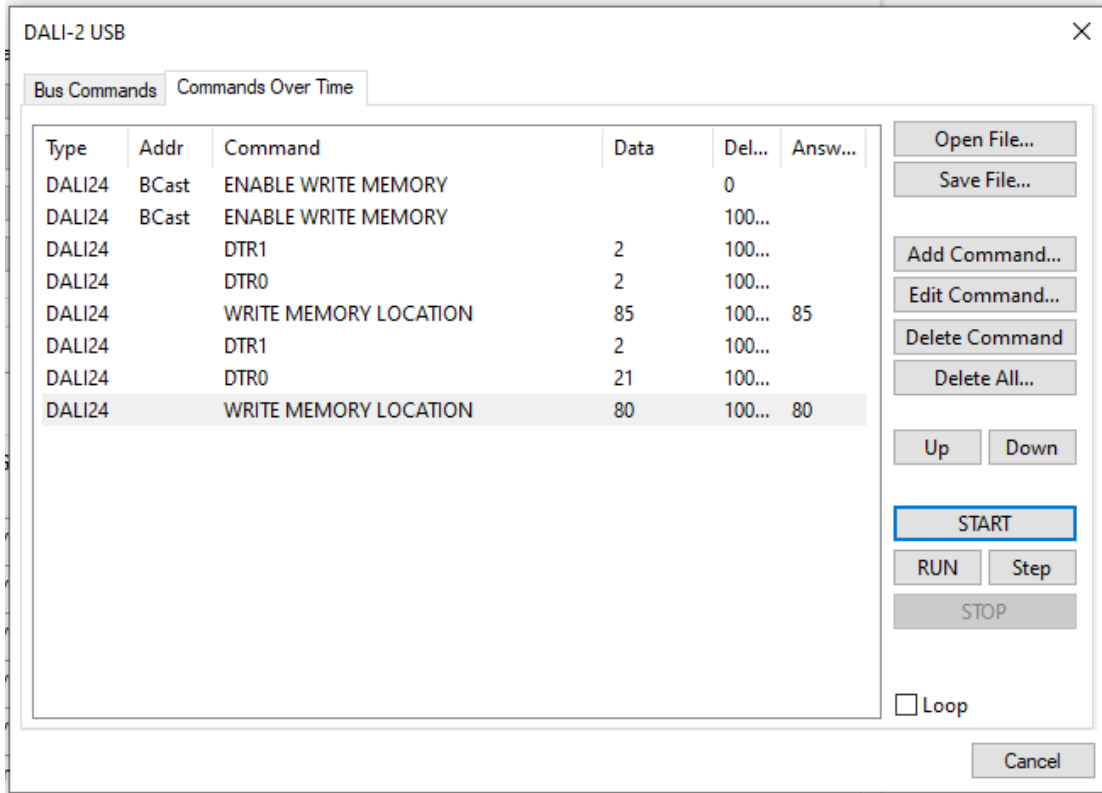 DALI-2 USB
Bus Commands Commands Over Time
Type Addr Command Data Del... Answ...
DALI24 BCast ENABLE WRITE MEMORY 0
DALI24 BCast ENABLE WRITE MEMORY 100...
DALI24 DTR1 2 100...
DALI24 DTR0 2 100...
DALI24 WRITE MEMORY LOCATION 85 100... 85
DALI24 DTR1 2 100...
DALI24 DTR0 21 100...
DALI24 WRITE MEMORY LOCATION 80 100... 80
Open File...
Save File...
Add Command...
Edit Command...
Delete Command
Delete All...
Up Down
START
RUN Step
STOP
Loop
Cancel